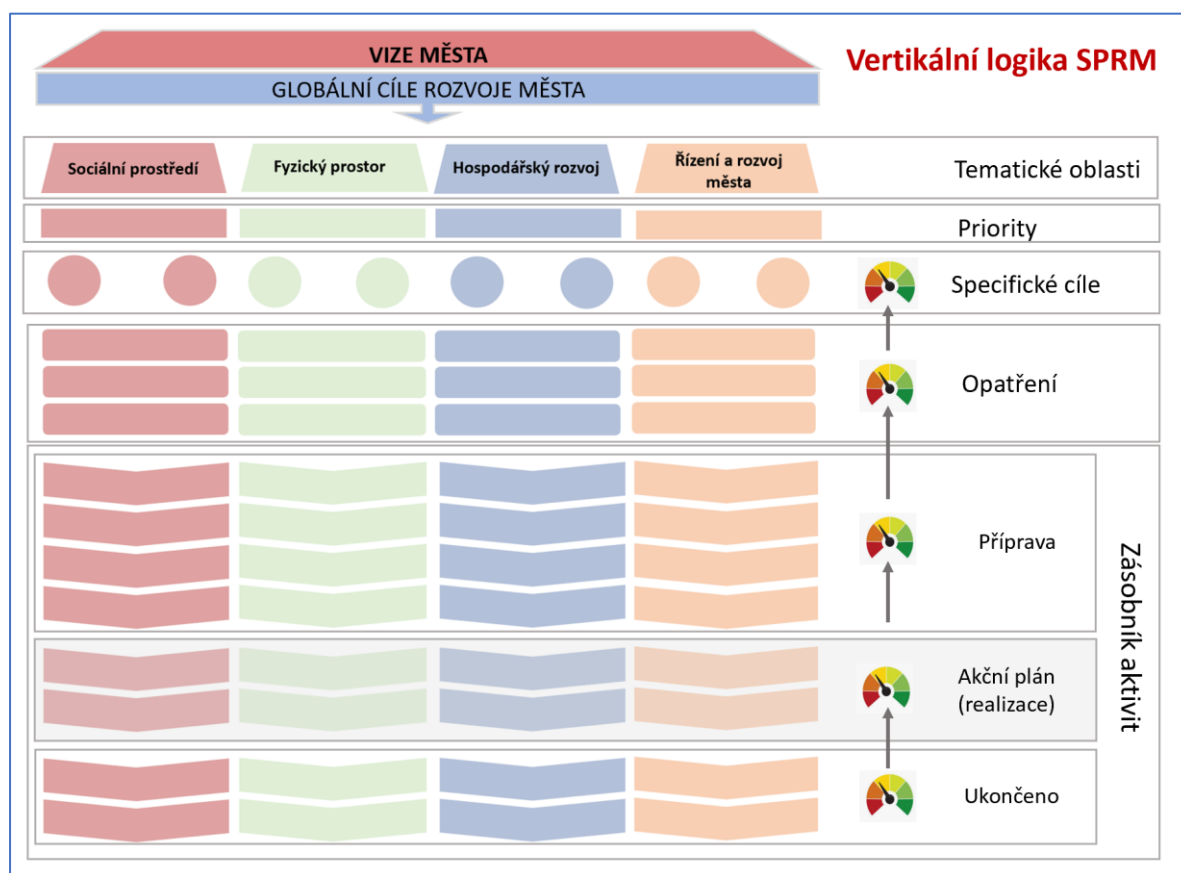 VIZE MĚSTA
Vertikální logika SPRM
GLOBÁLNÍ CÍLE ROZVOJE MĚSTA
Sociální prostředí
Fyzický prostor
Hospodářský rozvoj
Řízení a rozvoj
města
Tematické oblasti
Priority
Specifické cíle
Opatření
Příprava
Akční plán
(realizace)
Ukončeno
Zásobník aktivit